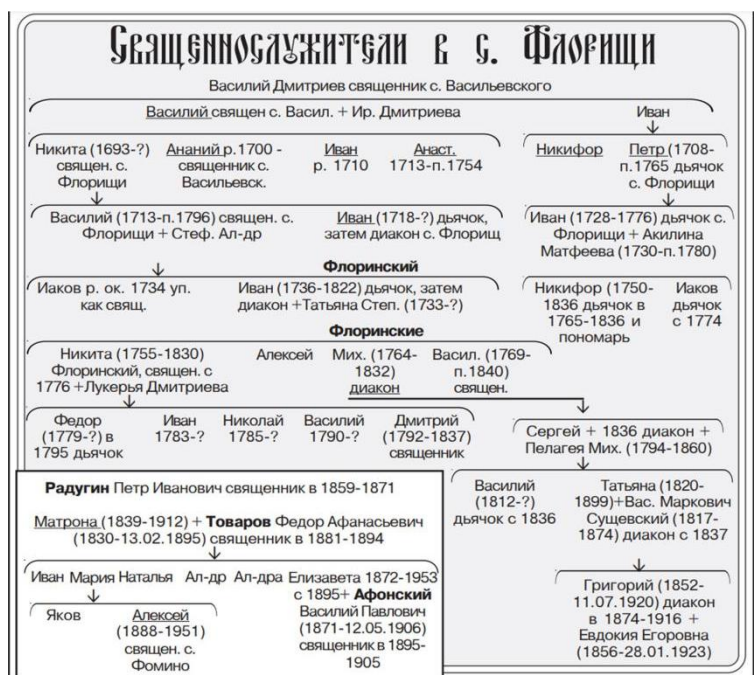 Священнослужители в с. Флорищи
Василий Дмитриев священник с. Васильевского
Василий священ с. Васил. + Ир. Дмитриева
Иван
Никита (1693-?)
священ. с.
Флорищи
Ананий р.1700 -
священник с.
Васильевск.
Иван
р. 1710
Анаст.
1713-п.1754
Никифор
Петр (1708-
п.1765 дьячок
с. Флорищи
Василий (1713-п.1796) священ. с.
Флорищи + Стеф. Ал-др
Иван (1718-?) дьячок,
затем диакон с. Флорищ
Иван (1728-1776) дьячок с.
Флорищи + Акилина
Матфеева (1730-п.1780)
Флоринский
Иаков р. ок. 1734 уп.
как свящ.
Иван (1736-1822) дьячок, затем
диакон +Татьяна Степ. (1733-?)
Никифор (1750-
1836 дьячок в
1765-1836 и
пономарь
Иаков
дьячок
с 1774
Флоринские
Никита (1755-1830)
Флоринский, священ. с
1776 +Лукерья Дмитриева
Алексей
Мих. (1764-
1832)
диакон
Васил. (1769-
п.1840)
священ.
Федор
(1779-?) в
1795 дьячок
Иван
1783-?
Николай
1785-?
Василий
1790-?
Дмитрий
(1792-1837)
священник
Сергей + 1836 диакон +
Пелагея Мих. (1794-1860)
Василий
(1812-?)
дьячок с 1836
Татьяна (1820-
1899)+Вас. Маркович
Сущевский (1817-
1874) диакон с 1837
Григорий (1852-
11.07.1920) диакон
в 1874-1916 +
Евдокия Егоровна
(1856-28.01.1923)
Радугин Петр Иванович священник в 1859-1871
Матрона (1839-1912) + Товаров Федор Афанасьевич
(1830-13.02.1895) священник в 1881-1894
Иван
Мария
Наталья
Ал-др
Ал-дра
Елизавета 1872-1953
с 1895+ Афонский
Василий Павлович
(1871-12.05.1906)
священник в 1895-
1905
Яков
Алексей
(1888-1951)
священ. с.
Фомино